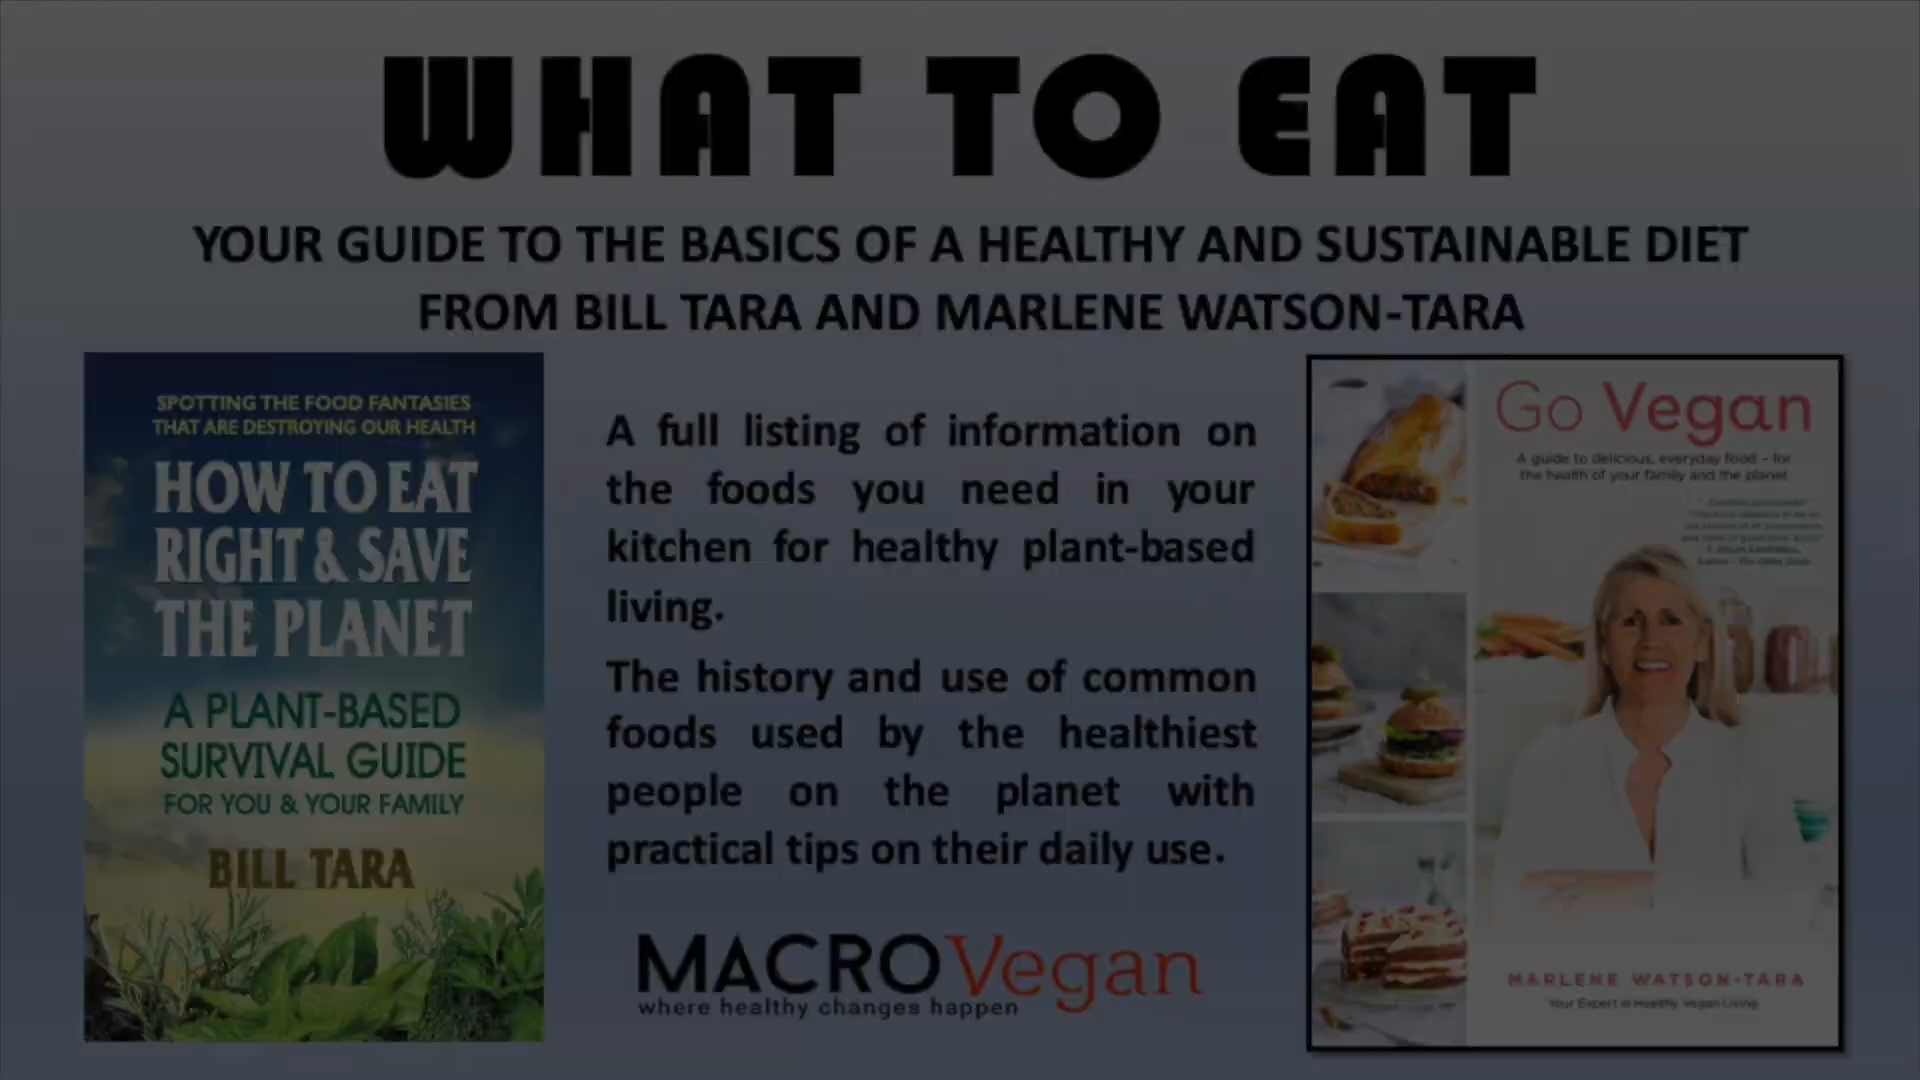 WHAT TO EAT
YOUR GUIDE TO THE BASICS OF A HEALTHY AND SUSTAINABLE DIET
FROM BILL TARA AND MARLENE WATSON-TARA
SPOTTING THE FOOD FANTASIES
THAT ARE DESTROYING OUR HEALTH
HOW TO EAT
RIGHT & SAVE
THE PLANET
A PLANT-BASED
SURVIVAL GUIDE
FOR YOU & YOUR FAMILY
BILL TARA
A full listing of information on
the foods you need in your
kitchen for healthy plant-based
living.
The history and use of common
foods used by the healthiest
people on the planet with
practical tips on their daily use.
MACROVegan
where healthy changes happen
Go Vegan
A guide to delicious, everyday food – for
the health of your family and the planet
MARLENE WATSON-TARA
Your Expert in Healthy Vegan Living